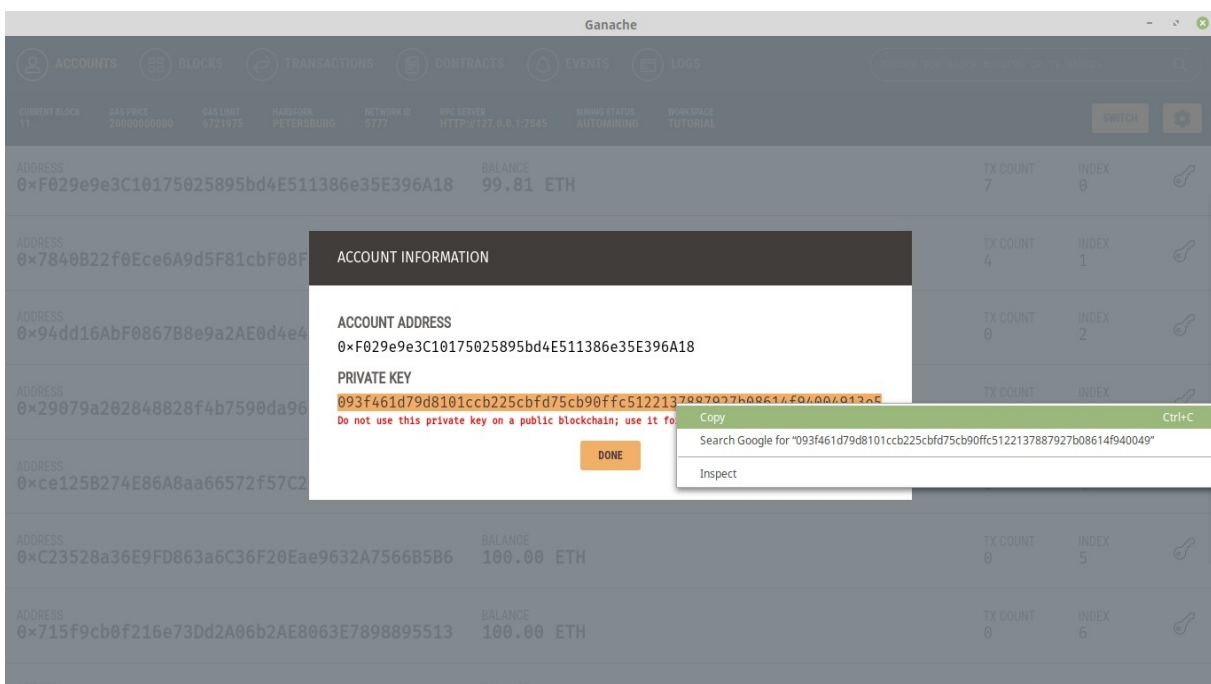 Ganache
ACCOUNTS BLOCKS TRANSACTIONS CONTRACTS EVENTS LOGS
CURRENT BLOCK GAS PRICE GAS LIMIT HARDFORK NETWORK ID RPC SERVER MINING STATUS WORKSPACE
11 20000000000 6721975 PETERSBURG 5777 HTTP://127.0.0.1:7545 AUTOMINING TUTORIAL
SWITCH
ADDRESS BALANCE TX COUNT INDEX
0×F029e9e3C10175025895bd4E511386e35E396A18 99.81 ETH 7 0
ADDRESS TX COUNT INDEX
0×7840B22f0Ece6A9d5F81cbF08F 4 1
ADDRESS TX COUNT INDEX
0×94dd16AbF0867B8e9a2AE0d4e4 0 2
ADDRESS TX COUNT INDEX
0×29079a202848828f4b7590da96
ADDRESS
0×ce125B274E86A8aa66572f57C2
ADDRESS BALANCE TX COUNT INDEX
0×C23528a36E9FD863a6C36F20Eae9632A7566B5B6 100.00 ETH 0 5
ADDRESS BALANCE TX COUNT INDEX
0×715f9cb0f216e73Dd2A06b2AE8063E7898895513 100.00 ETH 0 6
ACCOUNT INFORMATION
ACCOUNT ADDRESS
0×F029e9e3C10175025895bd4E511386e35E396A18
PRIVATE KEY
093f461d79d8101ccb225cbfd75cb90ffc5122137887927b08614f94004913e5
Do not use this private key on a public blockchain; use it fo
DONE
Copy Ctrl+C
Search Google for “093f461d79d8101ccb225cbfd75cb90ffc5122137887927b08614f940049”
Inspect